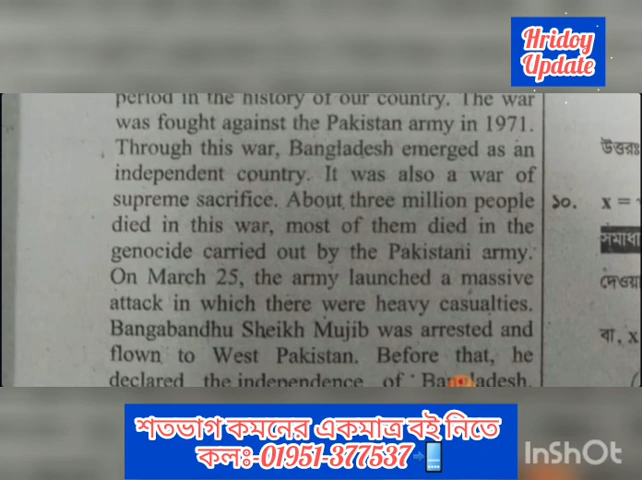 Hridoy
Update
period in the history of our country. The war
was fought against the Pakistan army in 1971.
Through this war, Bangladesh emerged as an
independent country. It was also a war of
supreme sacrifice. About three million people
died in this war, most of them died in the
genocide carried out by the Pakistani army.
On March 25, the army launched a massive
attack in which there were heavy casualties.
Bangabandhu Sheikh Mujib was arrested and
flown to West Pakistan. Before that, he
declared the independence of Bangladesh.
উত্তরঃ
১০. x =
সমাধা
দেওয়া
বা, x
শতভাগ কমনের একমাত্র বই নিতে
কলঃ-01951-377537
InShOt